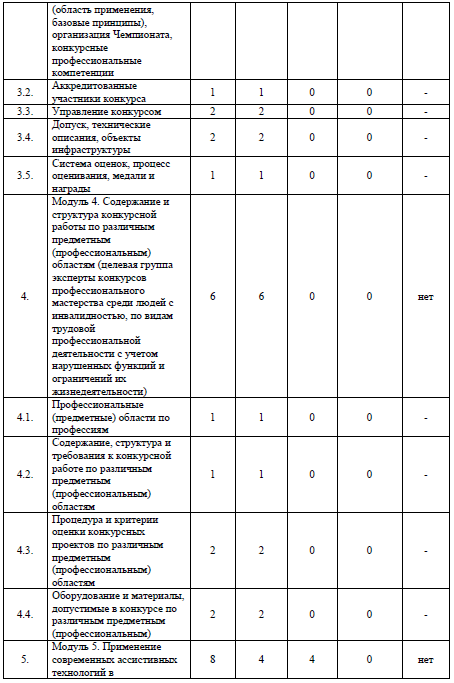 (область применения,
базовые принципы),
организация Чемпионата,
конкурсные
профессиональные
компетенции
3.2. Аккредитованные
участники конкурса 1 1 0 0 -
3.3. Управление конкурсом 2 2 0 0 -
3.4. Допуск, технические
описания, объекты
инфраструктуры 2 2 0 0 -
3.5. Система оценок, процесс
оценивания, медали и
награды 1 1 0 0 -
4. Модуль 4. Содержание и
структура конкурсной
работы по различным
предметным
(профессиональным)
областям (целевая группа
эксперты конкурсов
профессионального
мастерства среди людей с
инвалидностью, по видам
трудовой
профессиональной
деятельности с учетом
нарушенных функций и
ограничений их
жизнедеятельности) 6 6 0 0 нет
4.1. Профессиональные
(предметные) области по
профессиям 1 1 0 0 -
4.2. Содержание, структура и
требования к конкурсной
работе по различным
предметным
(профессиональным)
областям 1 1 0 0 -
4.3. Процедура и критерии
оценки конкурсных
проектов по различным
предметным
(профессиональным)
областям 2 2 0 0 -
4.4. Оборудование и материалы,
допустимые в конкурсе по
различным предметным
(профессиональным) 2 2 0 0 -
5. Модуль 5. Применение
современных ассистивных
технологий в 8 4 4 0 нет